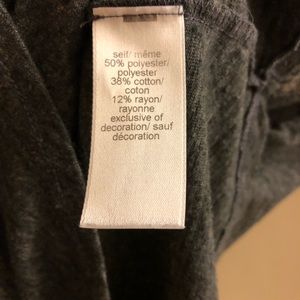 self/ même
50% polyester/
polyester
38% cotton/
coton
12% rayon/
rayonne
exclusive of
decoration/ sauf
décoration